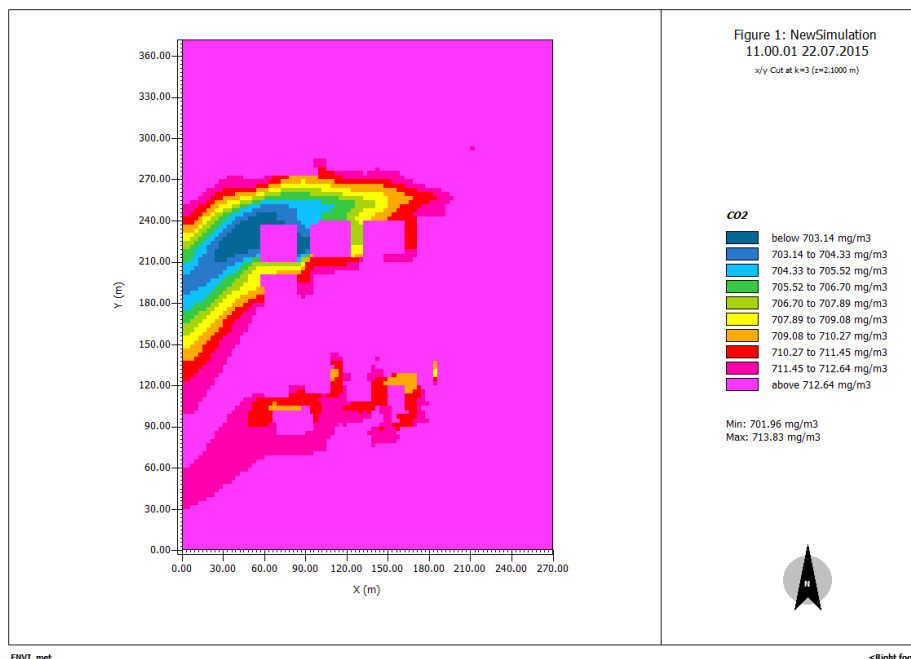 Figure 1: NewSimulation
11.00.01 22.07.2015
x/y Cut at k=3 (z=2.1000 m)
360.00
330.00
300.00
270.00
240.00
210.00
180.00
150.00
120.00
90.00
60.00
30.00
0.00
Y (m)
0.00 30.00 60.00 90.00 120.00 150.00 180.00 210.00 240.00 270.00
X (m)
CO2
below 703.14 mg/m3
703.14 to 704.33 mg/m3
704.33 to 705.52 mg/m3
705.52 to 706.70 mg/m3
706.70 to 707.89 mg/m3
707.89 to 709.08 mg/m3
709.08 to 710.27 mg/m3
710.27 to 711.45 mg/m3
711.45 to 712.64 mg/m3
above 712.64 mg/m3
Min: 701.96 mg/m3
Max: 713.83 mg/m3
N
ENVI_met
<Right foo